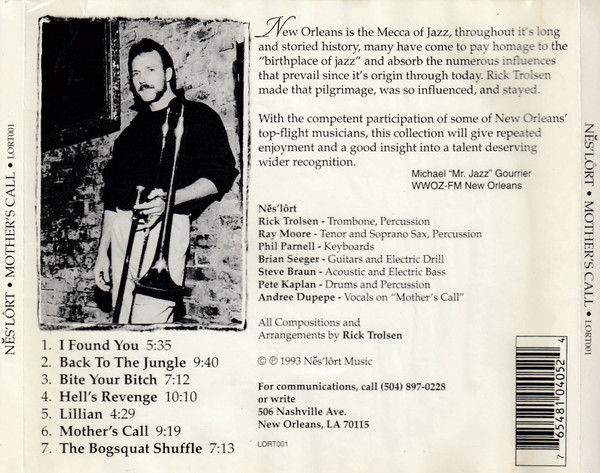 NĔS'LÔRT • MOTHER'S CALL • LORT001
New Orleans is the Mecca of Jazz, throughout it's long
and storied history, many have come to pay homage to the
"birthplace of jazz" and absorb the numerous influences
that prevail since it's origin through today. Rick Trolsen
made that pilgrimage, was so influenced, and stayed.
With the competent participation of some of New Orleans'
top-flight musicians, this collection will give repeated
enjoyment and a good insight into a talent deserving
wider recognition.
Michael "Mr. Jazz" Gourrier
WWOZ-FM New Orleans
Nĕs'lôrt
Rick Trolsen - Trombone, Percussion
Ray Moore - Tenor and Soprano Sax, Percussion
Phil Parnell - Keyboards
Brian Seeger - Guitars and Electric Drill
Steve Braun - Acoustic and Electric Bass
Pete Kaplan - Drums and Percussion
Andree Dupepe - Vocals on "Mother's Call"
All Compositions and
Arrangements by Rick Trolsen
© ℗ 1993 Nĕs'lôrt Music
For communications, call (504) 897-0228
or write
506 Nashville Ave.
New Orleans, LA 70115
LORT001
1. I Found You 5:35
2. Back To The Jungle 9:40
3. Bite Your Bitch 7:12
4. Hell's Revenge 10:10
5. Lillian 4:29
6. Mother's Call 9:19
7. The Bogsquat Shuffle 7:13
7 65481 04052 4
NĔS'LÔRT • MOTHER'S CALL • LORT001